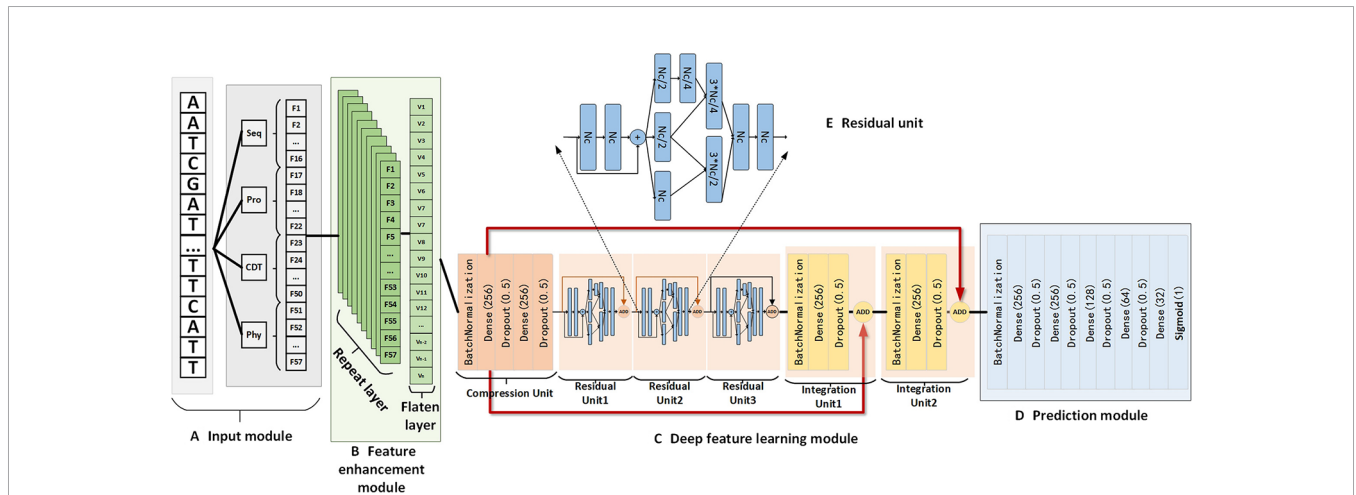 A
A
T
C
G
A
T
...
T
T
C
A
T
T
Seq
Pro
CDT
Phy
F1
F2
...
F16
F17
F18
...
F22
F23
F24
...
F50
F51
F52
...
F57
A Input module
F1
F2
F3
F4
F5
...
...
F53
F54
F55
F56
F57
Repeat layer
V1
V2
V3
V4
V5
V6
V7
V7
V8
V9
V10
V11
V12
...
Vn-2
Vn-1
Vn
Flaten
layer
B Feature
enhancement
module
Nc
Nc
+
Nc/2
Nc/4
Nc/2
Nc
3*Nc/4
3*Nc/2
Nc
Nc
E Residual unit
BatchNormalization
Dense(256)
Dropout(0.5)
Dense(256)
Dropout(0.5)
Compression Unit
ADD
Residual
Unit1
ADD
Residual
Unit2
ADD
Residual
Unit3
BatchNormalization
Dense(256)
Dropout(0.5)
ADD
Integration
Unit1
BatchNormalization
Dense(256)
Dropout(0.5)
ADD
Integration
Unit2
C Deep feature learning module
BatchNormalization
Dense(256)
Dropout(0.5)
Dense(256)
Dropout(0.5)
Dense(128)
Dropout(0.5)
Dense(64)
Dropout(0.5)
Dense(32)
Sigmoid(1)
D Prediction module